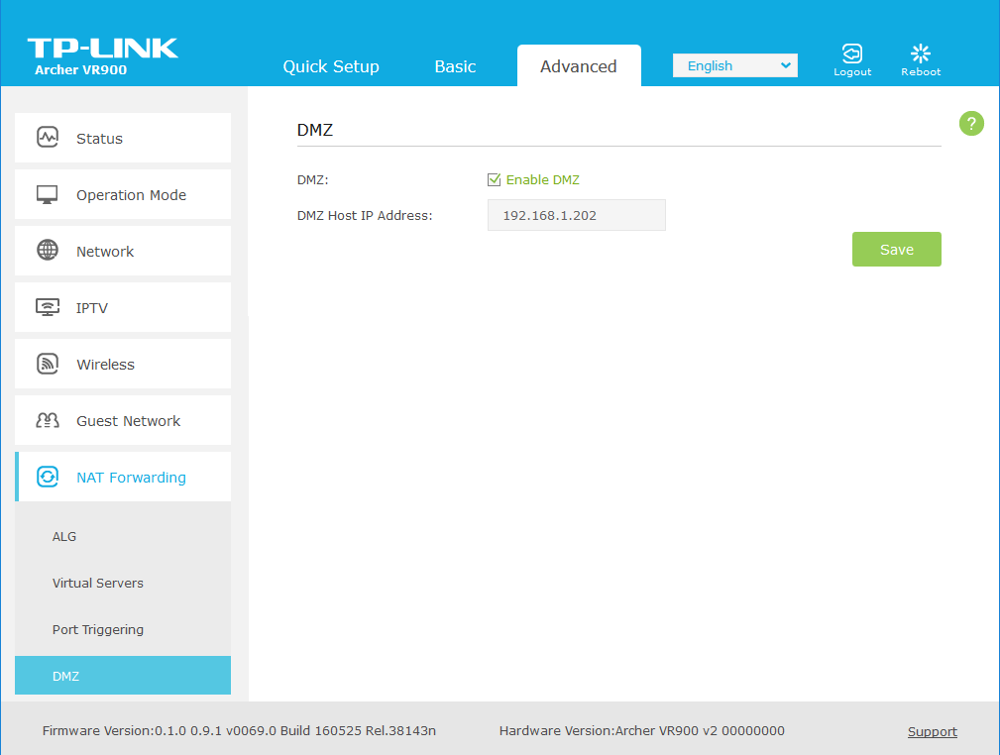 TP-LINK
Archer VR900
Quick Setup
Basic
Advanced
English
Logout
Reboot
Status
Operation Mode
Network
IPTV
Wireless
Guest Network
NAT Forwarding
ALG
Virtual Servers
Port Triggering
DMZ
DMZ
?
DMZ:
Enable DMZ
DMZ Host IP Address:
192.168.1.202
Save
Firmware Version:0.1.0 0.9.1 v0069.0 Build 160525 Rel.38143n
Hardware Version:Archer VR900 v2 00000000
Support